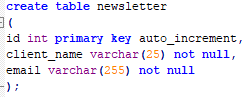 create table newsletter
(
id int primary key auto_increment,
client_name varchar(25) not null,
email varchar(255) not null
);